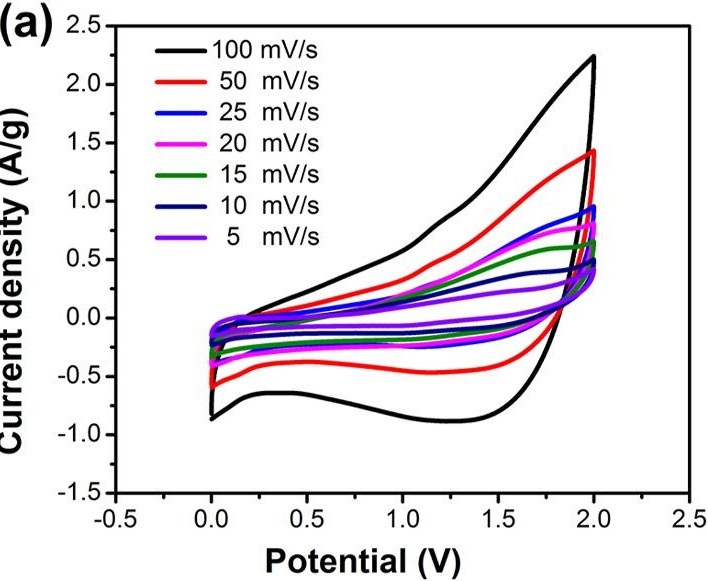 (a)
2.5
2.0
1.5
1.0
0.5
0.0
-0.5
-1.0
-1.5
Current density (A/g)
100 mV/s
50 mV/s
25 mV/s
20 mV/s
15 mV/s
10 mV/s
5 mV/s
-0.5 0.0 0.5 1.0 1.5 2.0 2.5
Potential (V)